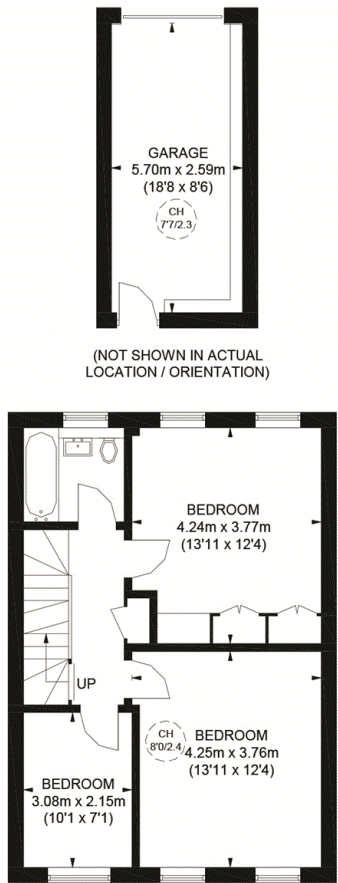 GARAGE
5.70m x 2.59m
(18'8 x 8'6)
CH
7'7/2.3
(NOT SHOWN IN ACTUAL
LOCATION / ORIENTATION)
BEDROOM
4.24m x 3.77m
(13'11 x 12'4)
UP
CH
8'0/2.4
BEDROOM
4.25m x 3.76m
(13'11 x 12'4)
BEDROOM
3.08m x 2.15m
(10'1 x 7'1)